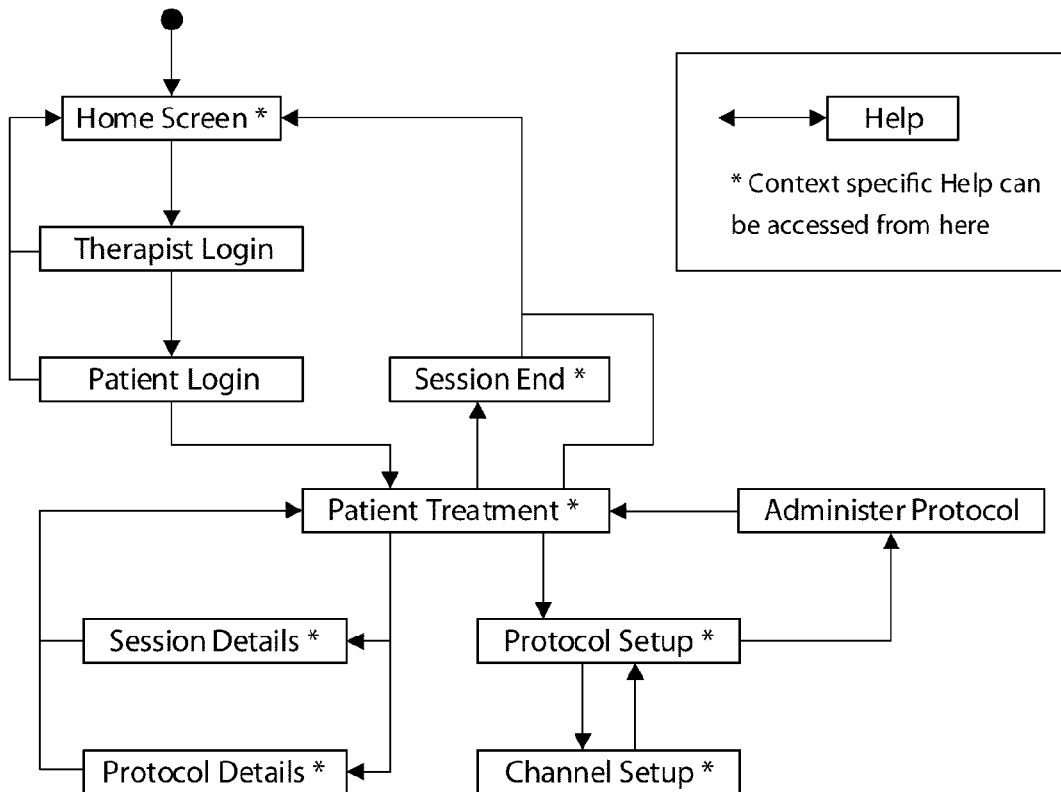 Home Screen *
Help
* Context specific Help can
be accessed from here
Therapist Login
Patient Login
Session End *
Patient Treatment *
Administer Protocol
Session Details *
Protocol Setup *
Protocol Details *
Channel Setup *